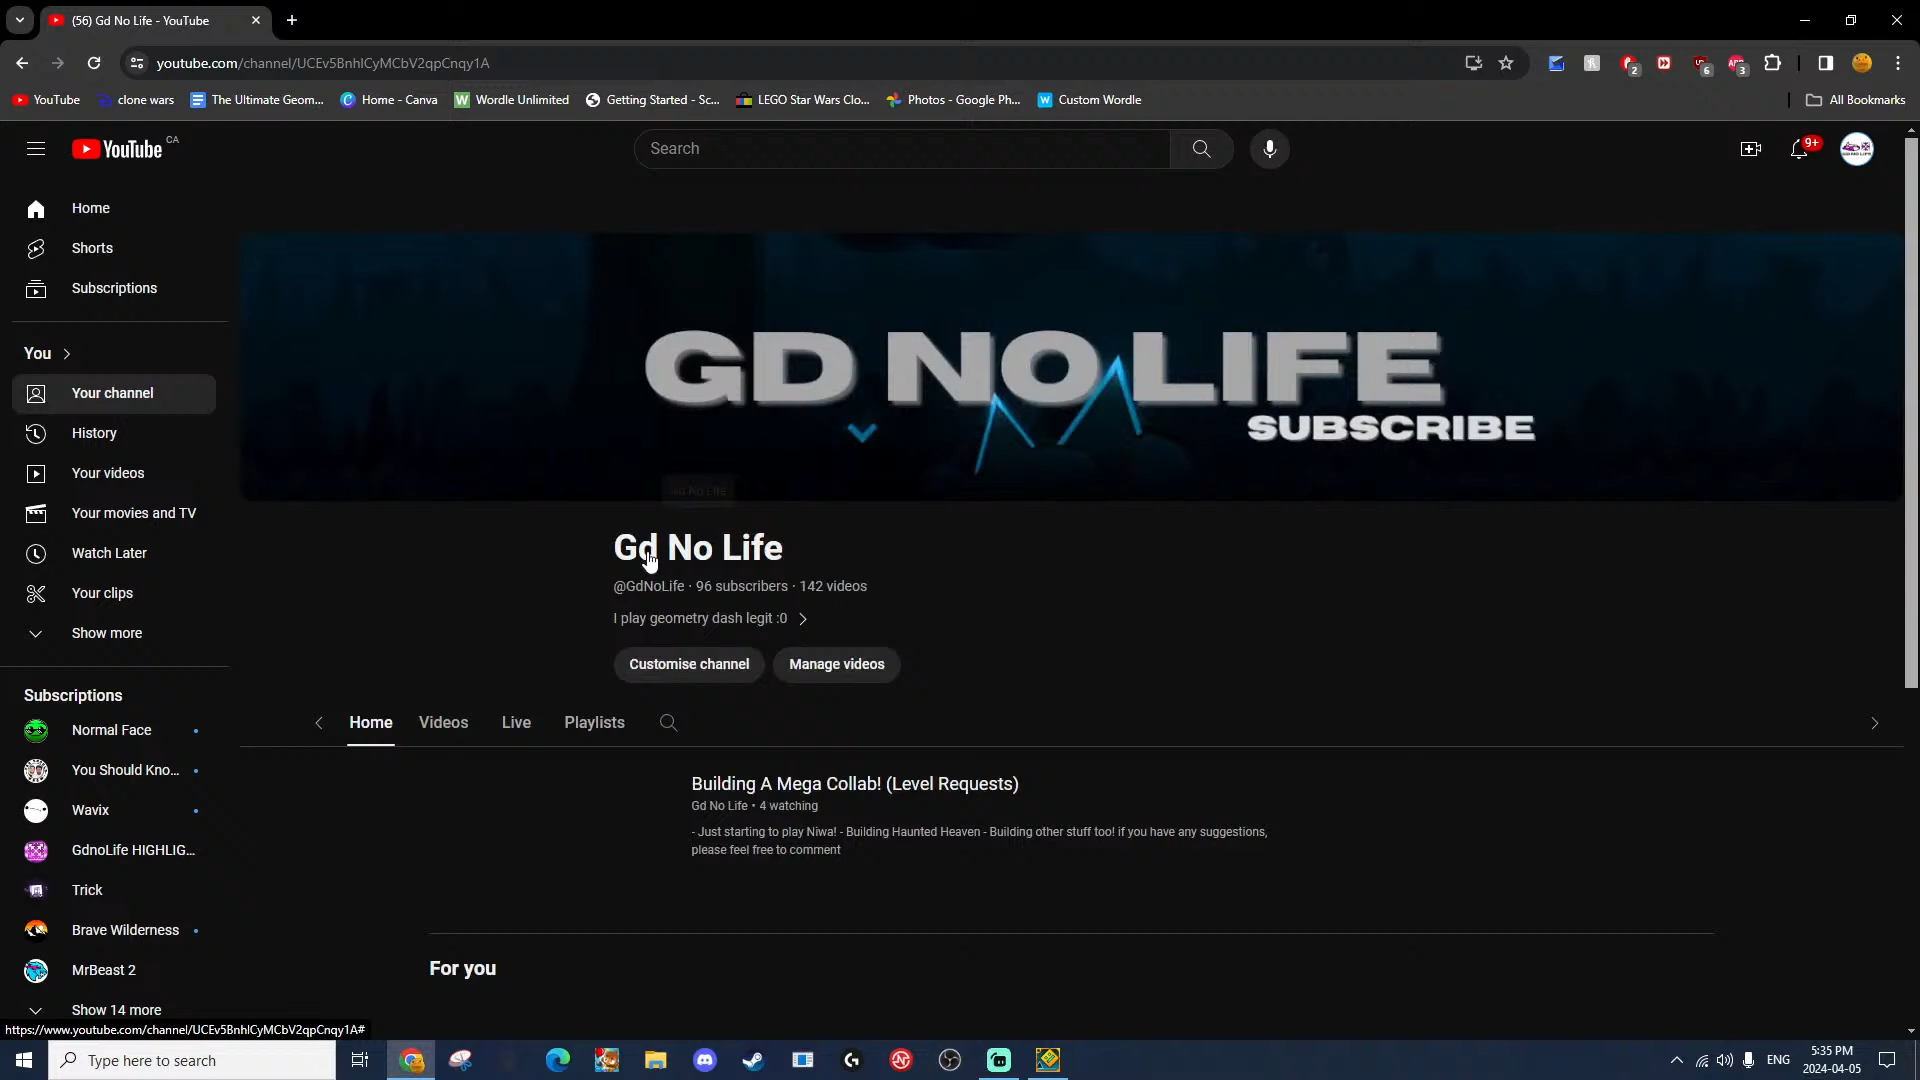 (56) Gd No Life - YouTube
youtube.com/channel/UCEv5BnhlCyMCbV2qpCnqy1A
2
6
3
YouTube
clone wars
The Ultimate Geom...
Home - Canva
Wordle Unlimited
Getting Started - Sc...
LEGO Star Wars Clo...
Photos - Google Ph...
Custom Wordle
All Bookmarks
YouTube CA
Search
9+
Home
Shorts
Subscriptions
You
Your channel
History
Your videos
Your movies and TV
Watch Later
Your clips
Show more
Subscriptions
Normal Face
You Should Kno...
Wavix
GdnoLife HIGHLIG...
Trick
Brave Wilderness
MrBeast 2
Show 14 more
GD NO LIFE
SUBSCRIBE
Gd No Life
Gd No Life
@GdNoLife · 96 subscribers · 142 videos
I play geometry dash legit :0
Customise channel
Manage videos
Home
Videos
Live
Playlists
Building A Mega Collab! (Level Requests)
Gd No Life • 4 watching
- Just starting to play Niwa! - Building Haunted Heaven - Building other stuff too! if you have any suggestions,
please feel free to comment
For you
https://www.youtube.com/channel/UCEv5BnhlCyMCbV2qpCnqy1A#
Type here to search
ENG
5:35 PM
2024-04-05